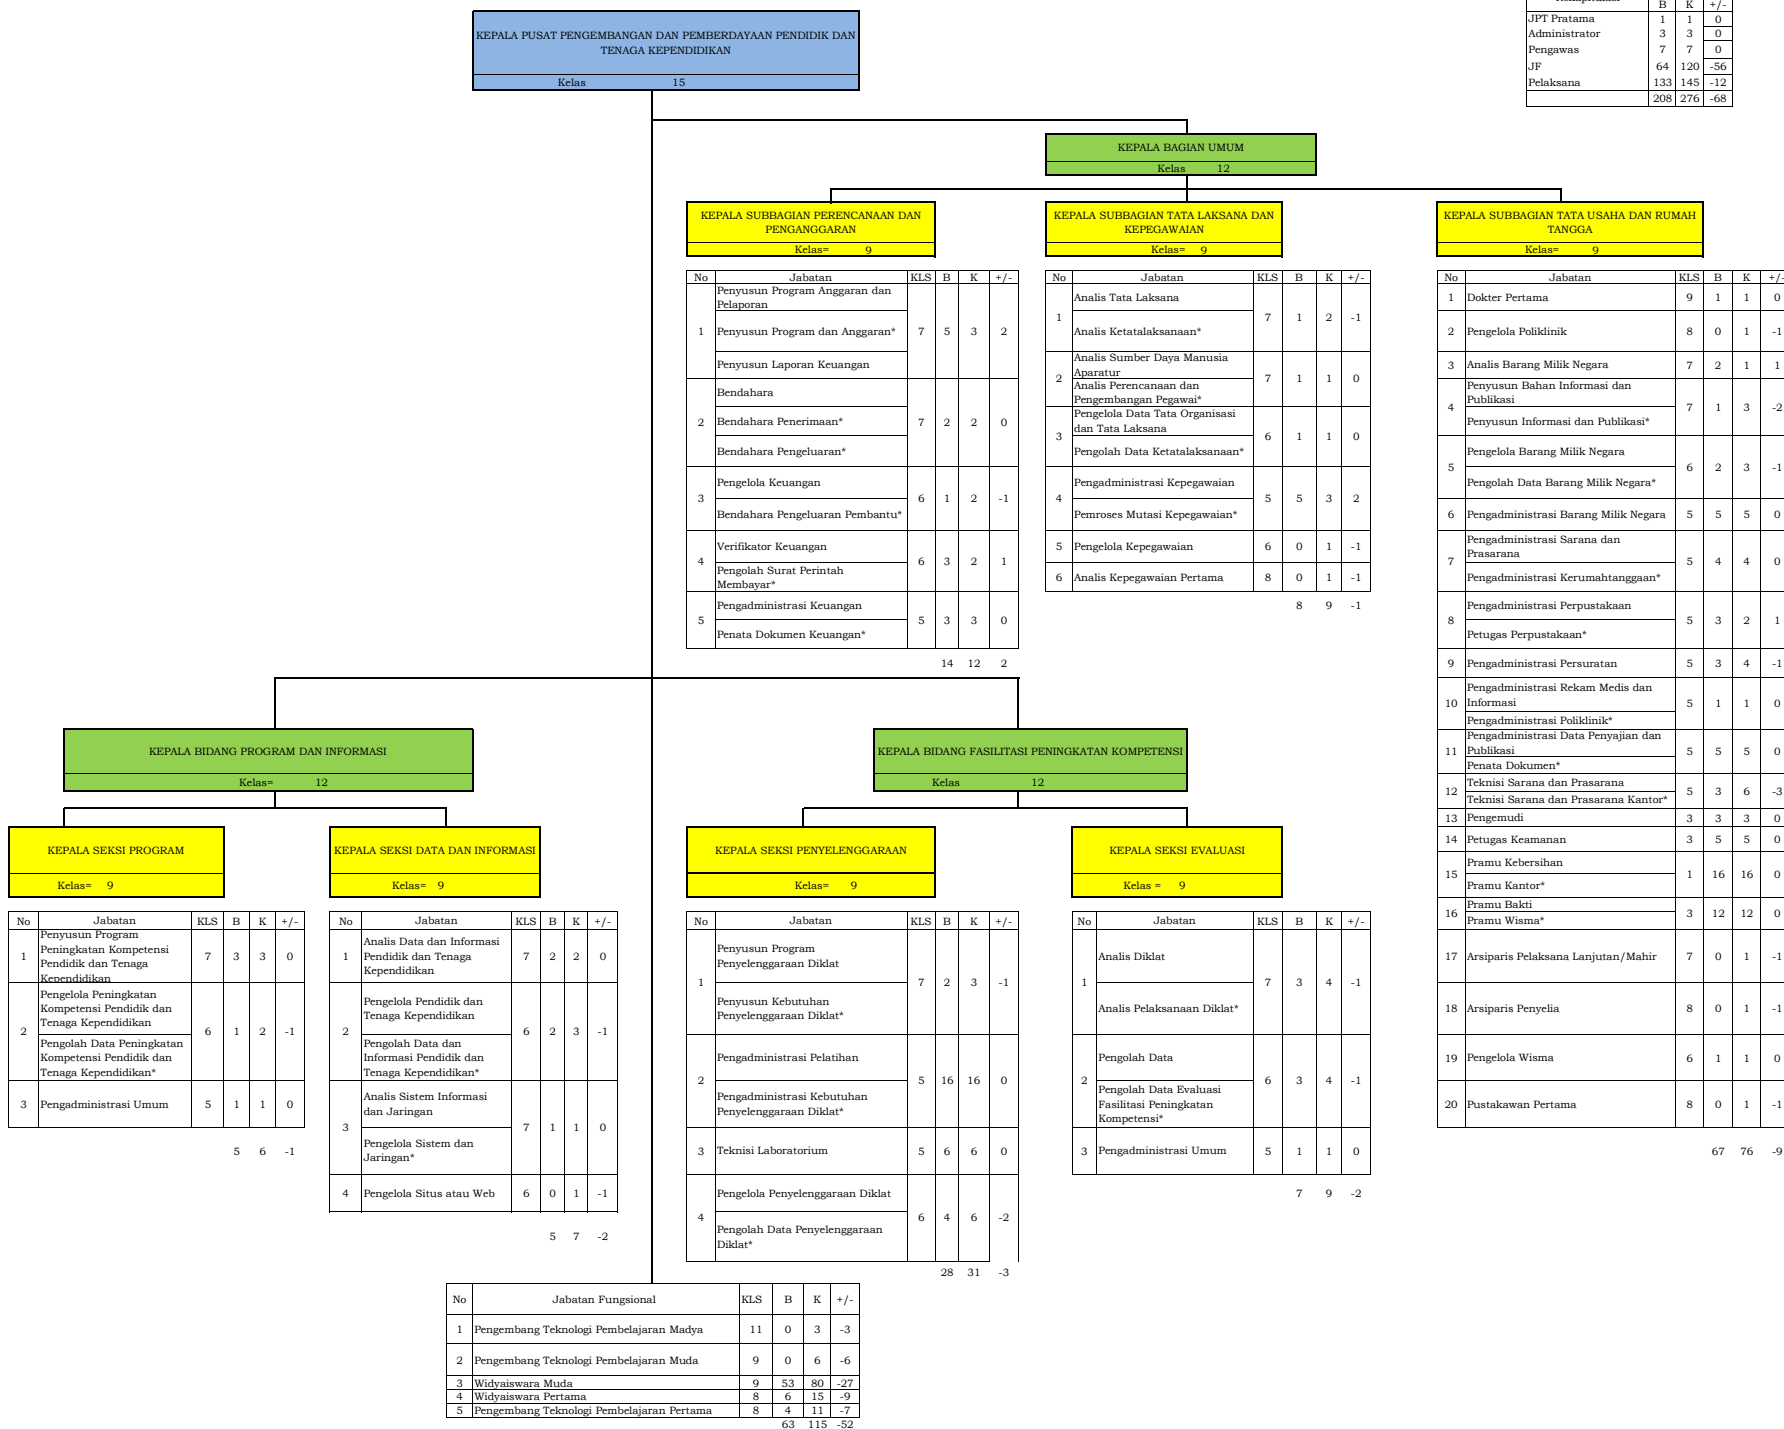 B K +/-
JPT Pratama 1 1 0
Administrator 3 3 0
Pengawas 7 7 0
JF 64 120 -56
Pelaksana 133 145 -12
208 276 -68
KEPALA PUSAT PENGEMBANGAN DAN PEMBERDAYAAN PENDIDIK DAN
TENAGA KEPENDIDIKAN
Kelas 15
KEPALA BAGIAN UMUM
Kelas 12
KEPALA SUBBAGIAN PERENCANAAN DAN
PENGANGGARAN
Kelas= 9
No Jabatan KLS B K +/-
Penyusun Program Anggaran dan
Pelaporan
1 Penyusun Program dan Anggaran* 7 5 3 2
Penyusun Laporan Keuangan
Bendahara
2 Bendahara Penerimaan* 7 2 2 0
Bendahara Pengeluaran*
Pengelola Keuangan
3 6 1 2 -1
Bendahara Pengeluaran Pembantu*
Verifikator Keuangan
4 6 3 2 1
Pengolah Surat Perintah
Membayar*
Pengadministrasi Keuangan
5 5 3 3 0
Penata Dokumen Keuangan*
14 12 2
KEPALA SUBBAGIAN TATA LAKSANA DAN
KEPEGAWAIAN
Kelas= 9
No Jabatan KLS B K +/-
Analis Tata Laksana
1 7 1 2 -1
Analis Ketatalaksanaan*
Analis Sumber Daya Manusia
Aparatur
2 7 1 1 0
Analis Perencanaan dan
Pengembangan Pegawai*
Pengelola Data Tata Organisasi
dan Tata Laksana
3 6 1 1 0
Pengolah Data Ketatalaksanaan*
Pengadministrasi Kepegawaian
4 5 5 3 2
Pemroses Mutasi Kepegawaian*
5 Pengelola Kepegawaian 6 0 1 -1
6 Analis Kepegawaian Pertama 8 0 1 -1
8 9 -1
KEPALA SUBBAGIAN TATA USAHA DAN RUMAH
TANGGA
Kelas= 9
No Jabatan KLS B K +/-
1 Dokter Pertama 9 1 1 0
2 Pengelola Poliklinik 8 0 1 -1
3 Analis Barang Milik Negara 7 2 1 1
Penyusun Bahan Informasi dan
Publikasi
4 7 1 3 -2
Penyusun Informasi dan Publikasi*
Pengelola Barang Milik Negara
5 6 2 3 -1
Pengolah Data Barang Milik Negara*
6 Pengadministrasi Barang Milik Negara 5 5 5 0
Pengadministrasi Sarana dan
Prasarana
7 5 4 4 0
Pengadministrasi Kerumahtanggaan*
Pengadministrasi Perpustakaan
8 5 3 2 1
Petugas Perpustakaan*
9 Pengadministrasi Persuratan 5 3 4 -1
Pengadministrasi Rekam Medis dan
10 Informasi 5 1 1 0
Pengadministrasi Poliklinik*
Pengadministrasi Data Penyajian dan
11 Publikasi 5 5 5 0
Penata Dokumen*
Teknisi Sarana dan Prasarana
12 5 3 6 -3
Teknisi Sarana dan Prasarana Kantor*
13 Pengemudi 3 3 3 0
14 Petugas Keamanan 3 5 5 0
Pramu Kebersihan
15 1 16 16 0
Pramu Kantor*
Pramu Bakti
16 3 12 12 0
Pramu Wisma*
17 Arsiparis Pelaksana Lanjutan/Mahir 7 0 1 -1
18 Arsiparis Penyelia 8 0 1 -1
19 Pengelola Wisma 6 1 1 0
20 Pustakawan Pertama 8 0 1 -1
67 76 -9
KEPALA BIDANG PROGRAM DAN INFORMASI
Kelas= 12
KEPALA BIDANG FASILITASI PENINGKATAN KOMPETENSI
Kelas 12
KEPALA SEKSI PROGRAM
Kelas= 9
No Jabatan KLS B K +/-
Penyusun Program
Peningkatan Kompetensi
1 Pendidik dan Tenaga 7 3 3 0
Kependidikan
Pengelola Peningkatan
Kompetensi Pendidik dan
Tenaga Kependidikan
2 6 1 2 -1
Pengolah Data Peningkatan
Kompetensi Pendidik dan
Tenaga Kependidikan*
3 Pengadministrasi Umum 5 1 1 0
5 6 -1
KEPALA SEKSI DATA DAN INFORMASI
Kelas= 9
No Jabatan KLS B K +/-
Analis Data dan Informasi
1 Pendidik dan Tenaga 7 2 2 0
Kependidikan
Pengelola Pendidik dan
Tenaga Kependidikan
2 6 2 3 -1
Pengolah Data dan
Informasi Pendidik dan
Tenaga Kependidikan*
Analis Sistem Informasi
dan Jaringan
3 7 1 1 0
Pengelola Sistem dan
Jaringan*
4 Pengelola Situs atau Web 6 0 1 -1
5 7 -2
KEPALA SEKSI PENYELENGGARAAN
Kelas= 9
No Jabatan KLS B K +/-
Penyusun Program
Penyelenggaraan Diklat
1 7 2 3 -1
Penyusun Kebutuhan
Penyelenggaraan Diklat*
Pengadministrasi Pelatihan
2 5 16 16 0
Pengadministrasi Kebutuhan
Penyelenggaraan Diklat*
3 Teknisi Laboratorium 5 6 6 0
Pengelola Penyelenggaraan Diklat
4 6 4 6 -2
Pengolah Data Penyelenggaraan
Diklat*
28 31 -3
KEPALA SEKSI EVALUASI
Kelas = 9
No Jabatan KLS B K +/-
Analis Diklat
1 7 3 4 -1
Analis Pelaksanaan Diklat*
Pengolah Data
2 6 3 4 -1
Pengolah Data Evaluasi
Fasilitasi Peningkatan
Kompetensi*
3 Pengadministrasi Umum 5 1 1 0
7 9 -2
No Jabatan Fungsional KLS B K +/-
1 Pengembang Teknologi Pembelajaran Madya 11 0 3 -3
2 Pengembang Teknologi Pembelajaran Muda 9 0 6 -6
3 Widyaiswara Muda 9 53 80 -27
4 Widyaiswara Pertama 8 6 15 -9
5 Pengembang Teknologi Pembelajaran Pertama 8 4 11 -7
63 115 -52